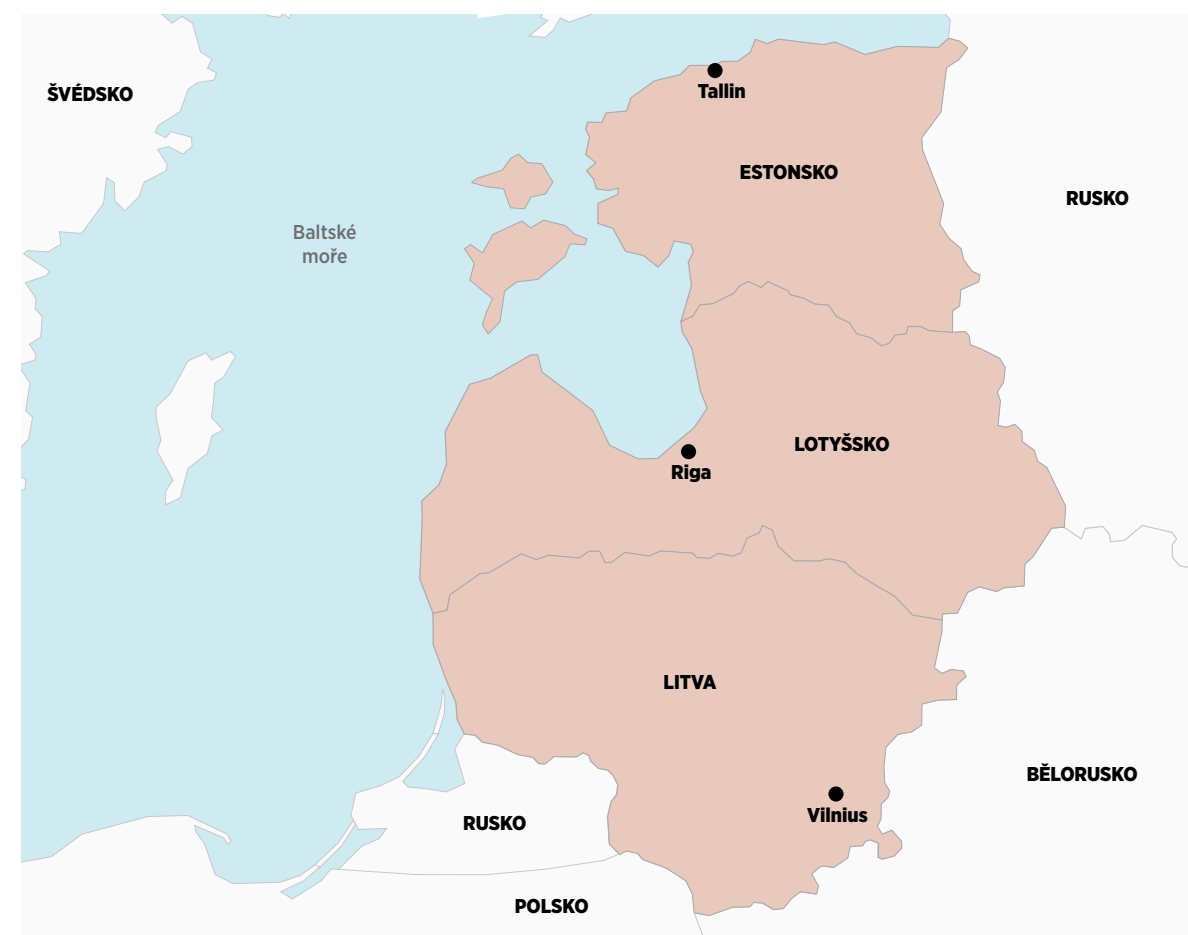 Tallin
ŠVÉDSKO
ESTONSKO
RUSKO
Baltské
moře
LOTYŠSKO
Riga
LITVA
BĚLORUSKO
Vilnius
RUSKO
POLSKO